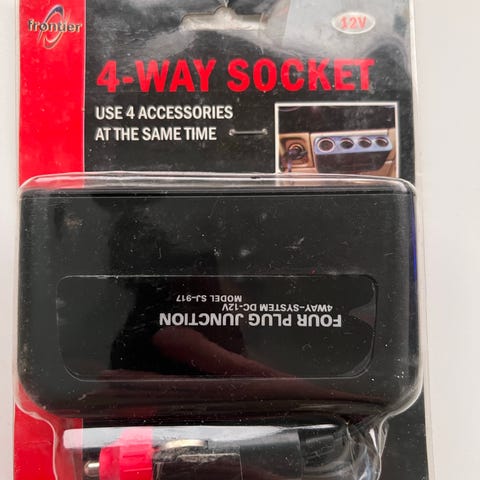 frontier
12V
4-WAY SOCKET
USE 4 ACCESSORIES
AT THE SAME TIME
FOUR PLUG JUNCTION
4WAY-SYSTEM DC-12V
MODEL SJ-917